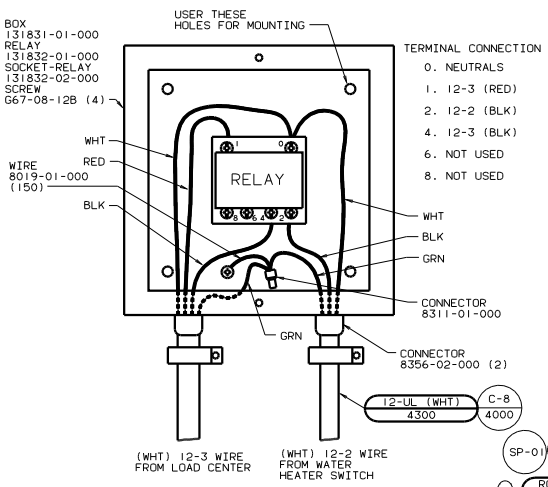 BOX
131831-01-000
RELAY
131832-01-000
SOCKET-RELAY
131832-02-000
SCREW
G67-08-12B (4)
USER THESE
HOLES FOR MOUNTING
TERMINAL CONNECTION
0. NEUTRALS
1. 12-3 (RED)
2. 12-2 (BLK)
4. 12-3 (BLK)
6. NOT USED
8. NOT USED
WHT
RED
WIRE
8019-01-000
(150)
BLK
1
0
RELAY
8 6 4 2
WHT
BLK
GRN
CONNECTOR
8311-01-000
GRN
CONNECTOR
8356-02-000 (2)
12-UL (WHT)
4300
C-8
4000
(WHT) 12-3 WIRE
FROM LOAD CENTER
(WHT) 12-2 WIRE
FROM WATER
HEATER SWITCH
SP-01